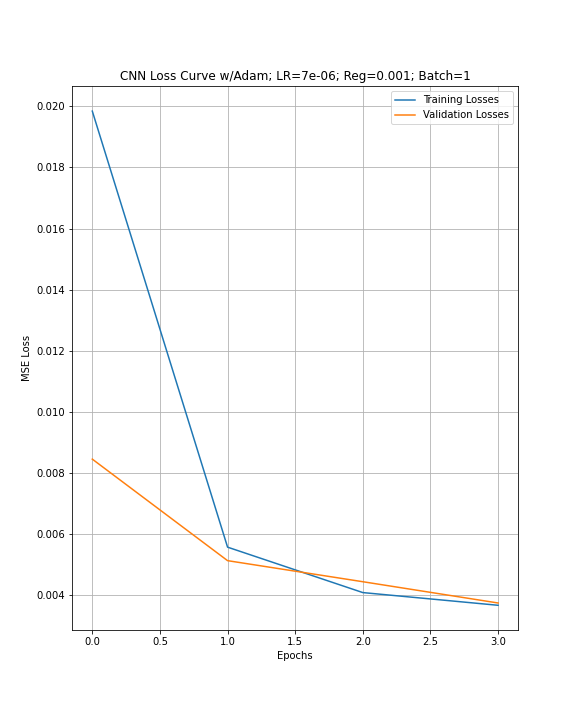 CNN Loss Curve w/Adam; LR=7e-06; Reg=0.001; Batch=1
Training Losses
Validation Losses
0.020
0.018
0.016
0.014
0.012
0.010
0.008
0.006
0.004
MSE Loss
0.0 0.5 1.0 1.5 2.0 2.5 3.0
Epochs